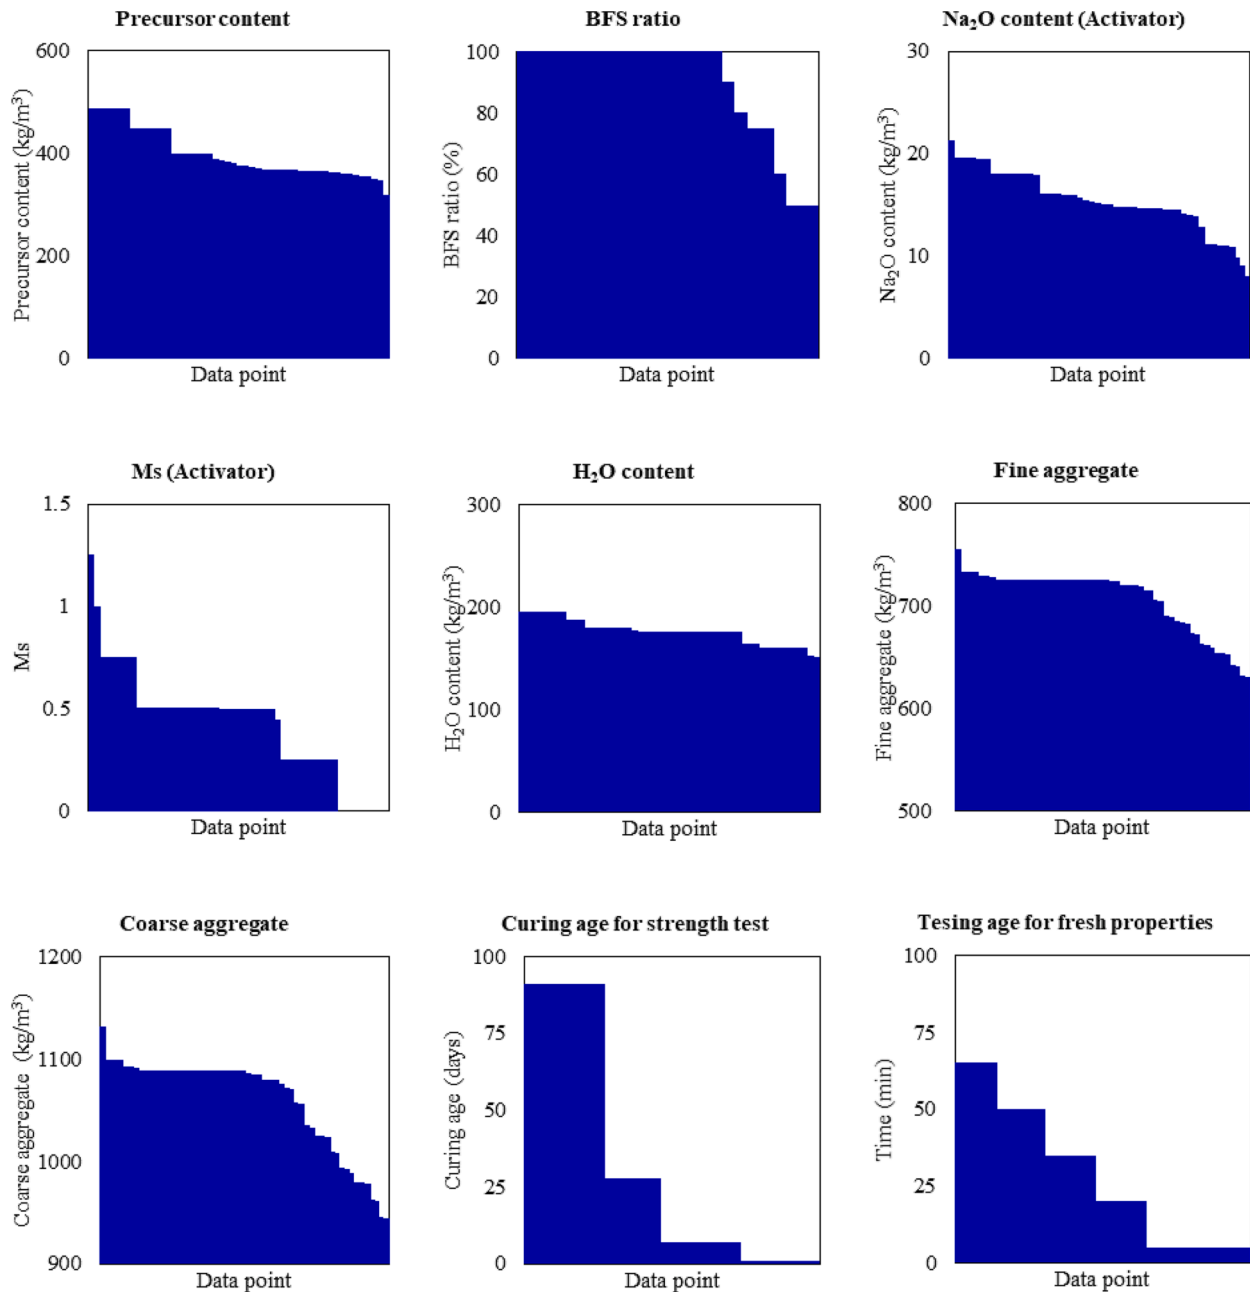 Precursor content
600
400
200
0
Precursor content (kg/m³)
Data point
BFS ratio
100
80
60
40
20
0
BFS ratio (%)
Data point
Na₂O content (Activator)
30
20
10
0
Na₂O content (kg/m³)
Data point
Ms (Activator)
1.5
1
0.5
0
Ms
Data point
H₂O content
300
200
100
0
H₂O content (kg/m³)
Data point
Fine aggregate
800
700
600
500
Fine aggregate (kg/m³)
Data point
Coarse aggregate
1200
1100
1000
900
Coarse aggregate (kg/m³)
Data point
Curing age for strength test
100
75
50
25
0
Curing age (days)
Data point
Tesing age for fresh properties
100
75
50
25
0
Time (min)
Data point